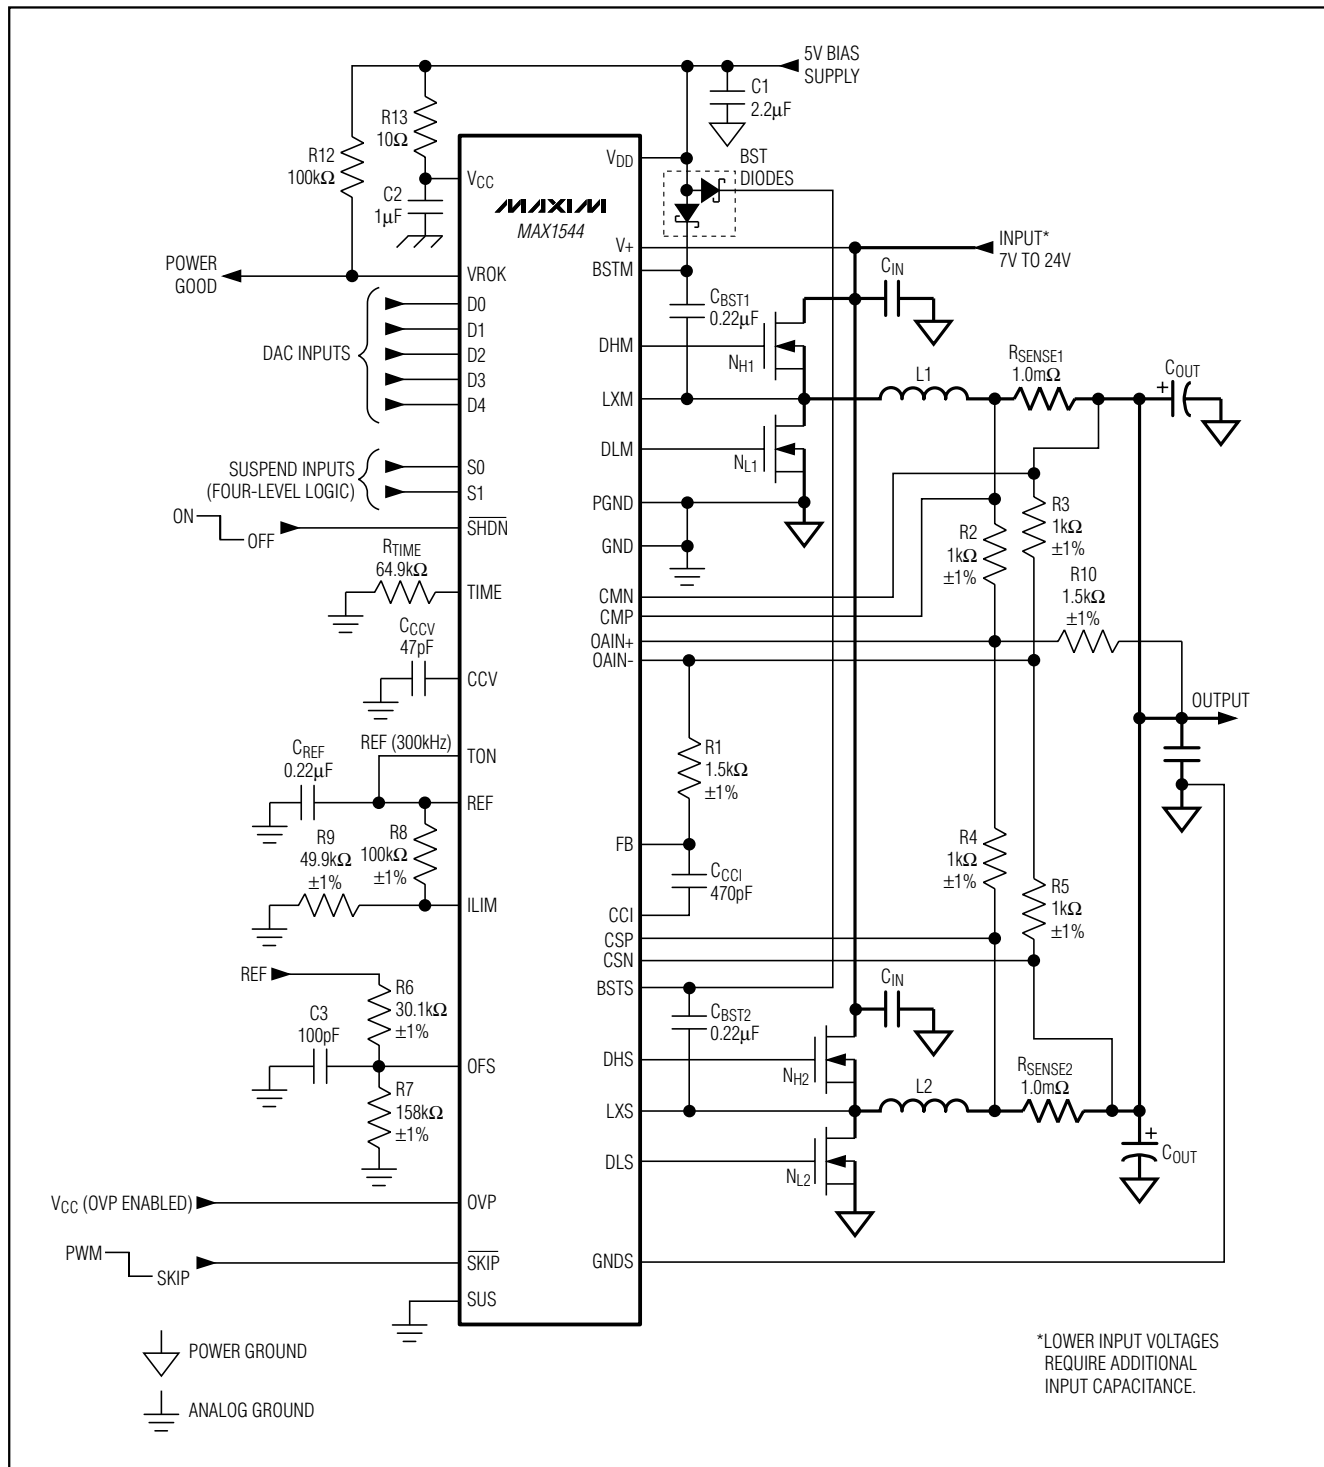 5V BIAS
SUPPLY
C1
2.2µF
R13
10Ω
R12
100kΩ
C2
1µF
VCC
MAXIM
MAX1544
VDD
BST
DIODES
V+
INPUT*
7V TO 24V
POWER
GOOD
VROK
BSTM
CIN
CBST1
0.22µF
DAC INPUTS
D0
D1
D2
D3
D4
DHM
NH1
LXM
L1
RSENSE1
1.0mΩ
+
COUT
DLM
NL1
SUSPEND INPUTS
(FOUR-LEVEL LOGIC)
S0
S1
PGND
ON
OFF
SHDN
GND
R2
1kΩ
±1%
R3
1kΩ
±1%
RTIME
64.9kΩ
TIME
CMN
CMP
R10
1.5kΩ
±1%
OAIN+
OAIN-
CCCV
47pF
CCV
OUTPUT
REF (300kHz)
TON
CREF
0.22µF
REF
R1
1.5kΩ
±1%
R9
49.9kΩ
±1%
R8
100kΩ
±1%
FB
R4
1kΩ
±1%
CCCI
470pF
ILIM
CCI
R5
1kΩ
±1%
CSP
CSN
REF
R6
30.1kΩ
±1%
BSTS
CIN
C3
100pF
CBST2
0.22µF
OFS
DHS
NH2
R7
158kΩ
±1%
LXS
L2
RSENSE2
1.0mΩ
DLS
NL2
+
COUT
VCC (OVP ENABLED)
OVP
PWM
SKIP
SKIP
GNDS
SUS
POWER GROUND
ANALOG GROUND
*LOWER INPUT VOLTAGES
REQUIRE ADDITIONAL
INPUT CAPACITANCE.